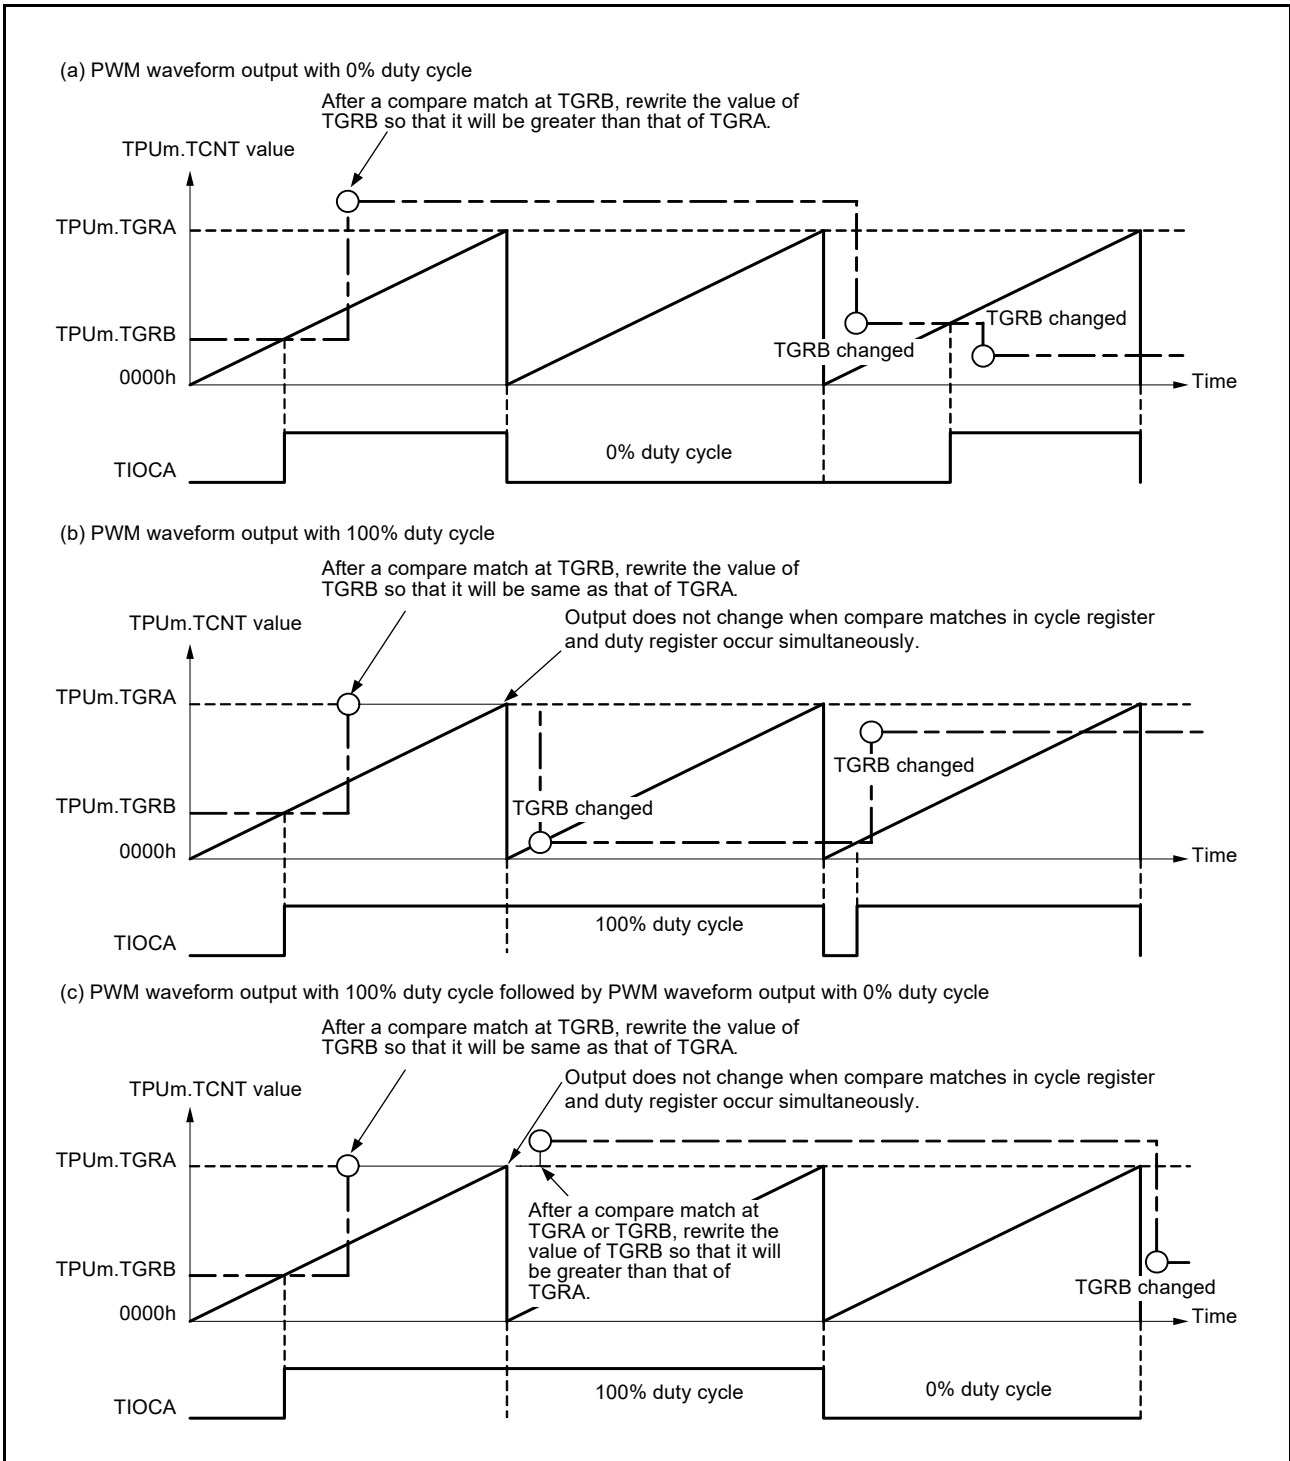 (a) PWM waveform output with 0% duty cycle
After a compare match at TGRB, rewrite the value of
TGRB so that it will be greater than that of TGRA.
TPUm.TCNT value
TPUm.TGRA
TPUm.TGRB
TGRB changed
TGRB changed
0000h
Time
0% duty cycle
TIOCA
(b) PWM waveform output with 100% duty cycle
After a compare match at TGRB, rewrite the value of
TGRB so that it will be same as that of TGRA.
Output does not change when compare matches in cycle register
and duty register occur simultaneously.
TPUm.TCNT value
TPUm.TGRA
TGRB changed
TPUm.TGRB
TGRB changed
0000h
Time
100% duty cycle
TIOCA
(c) PWM waveform output with 100% duty cycle followed by PWM waveform output with 0% duty cycle
After a compare match at TGRB, rewrite the value of
TGRB so that it will be same as that of TGRA.
Output does not change when compare matches in cycle register
and duty register occur simultaneously.
TPUm.TCNT value
TPUm.TGRA
After a compare match at
TGRA or TGRB, rewrite the
value of TGRB so that it will
be greater than that of
TGRA.
TPUm.TGRB
TGRB changed
0000h
Time
100% duty cycle
0% duty cycle
TIOCA